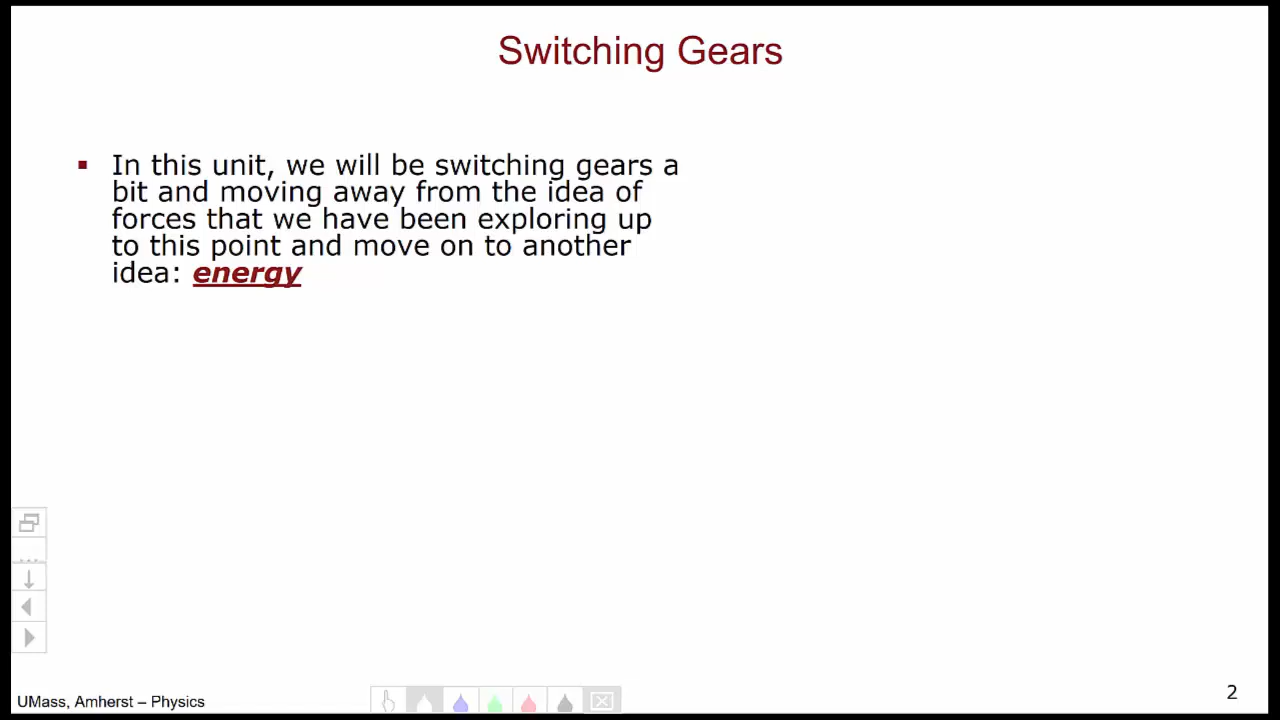 Switching Gears
In this unit, we will be switching gears a
bit and moving away from the idea of
forces that we have been exploring up
to this point and move on to another
idea: energy
UMass, Amherst – Physics
2